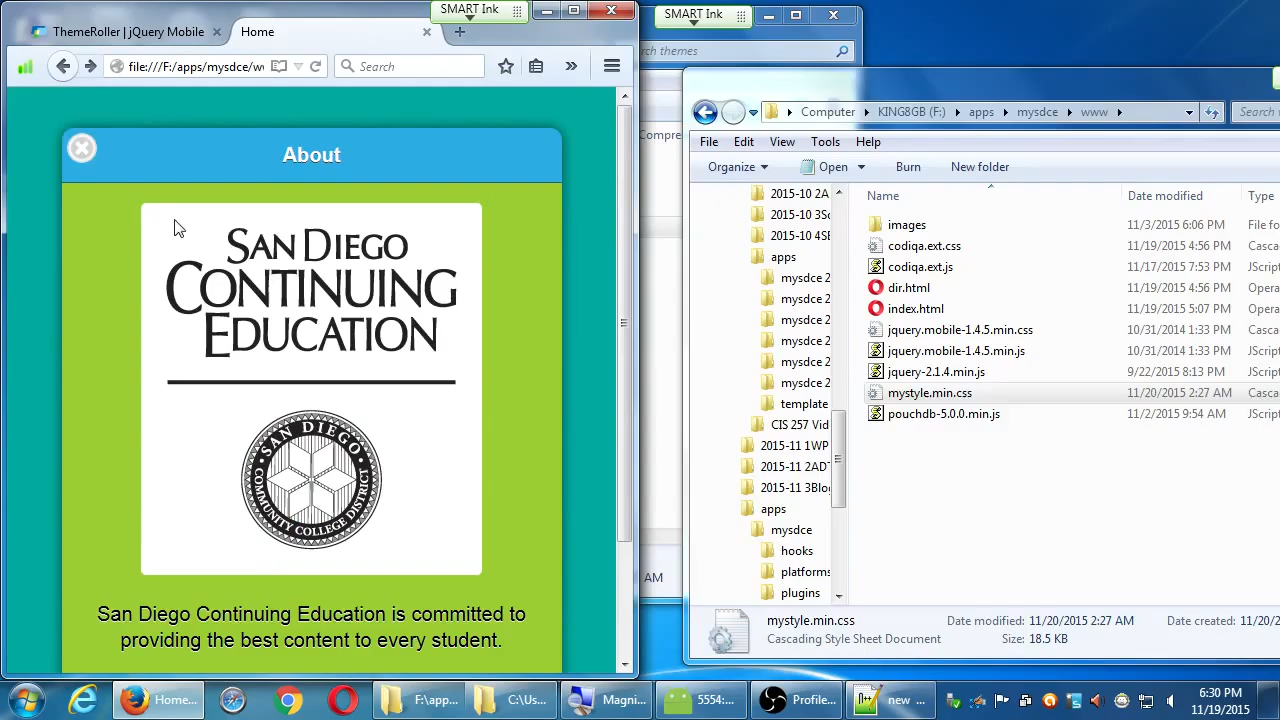 SMART Ink
SMART Ink
ThemeRoller | jQuery Mobile
Home
file:///F:/apps/mysdce/w
Search
rch themes
Computer
KING8GB (F:)
apps
mysdce
www
Search
File Edit View Tools Help
Organize Open Burn New folder
Compre
Name Date modified Type
About
SAN DIEGO
CONTINUING
EDUCATION
SAN DIEGO
COMMUNITY COLLEGE DISTRICT
San Diego Continuing Education is committed to
providing the best content to every student.
2015-10 2A
2015-10 3Sc
2015-10 4SE
apps
mysdce 2
mysdce 2
mysdce 2
mysdce 2
mysdce 2
mysdce 2
template
CIS 257 Vid
2015-11 1WP
2015-11 2AD
2015-11 3Blog
apps
mysdce
hooks
platforms
plugins
images 11/3/2015 6:06 PM File fo
codiqa.ext.css 11/19/2015 4:56 PM Casca
codiqa.ext.js 11/17/2015 7:53 PM JScrip
dir.html 11/19/2015 4:56 PM Opera
index.html 11/19/2015 5:07 PM Opera
jquery.mobile-1.4.5.min.css 10/31/2014 1:33 PM Casca
jquery.mobile-1.4.5.min.js 10/31/2014 1:33 PM JScrip
jquery-2.1.4.min.js 9/22/2015 8:13 PM JScrip
mystyle.min.css 11/20/2015 2:27 AM Casca
pouchdb-5.0.0.min.js 11/2/2015 9:54 AM JScrip
AM
mystyle.min.css Date modified: 11/20/2015 2:27 AM Date created: 11/20/2
Cascading Style Sheet Document Size: 18.5 KB
Home...
F:\app...
C:\Us...
Magni...
5554:...
Profile...
new ...
6:30 PM
11/19/2015